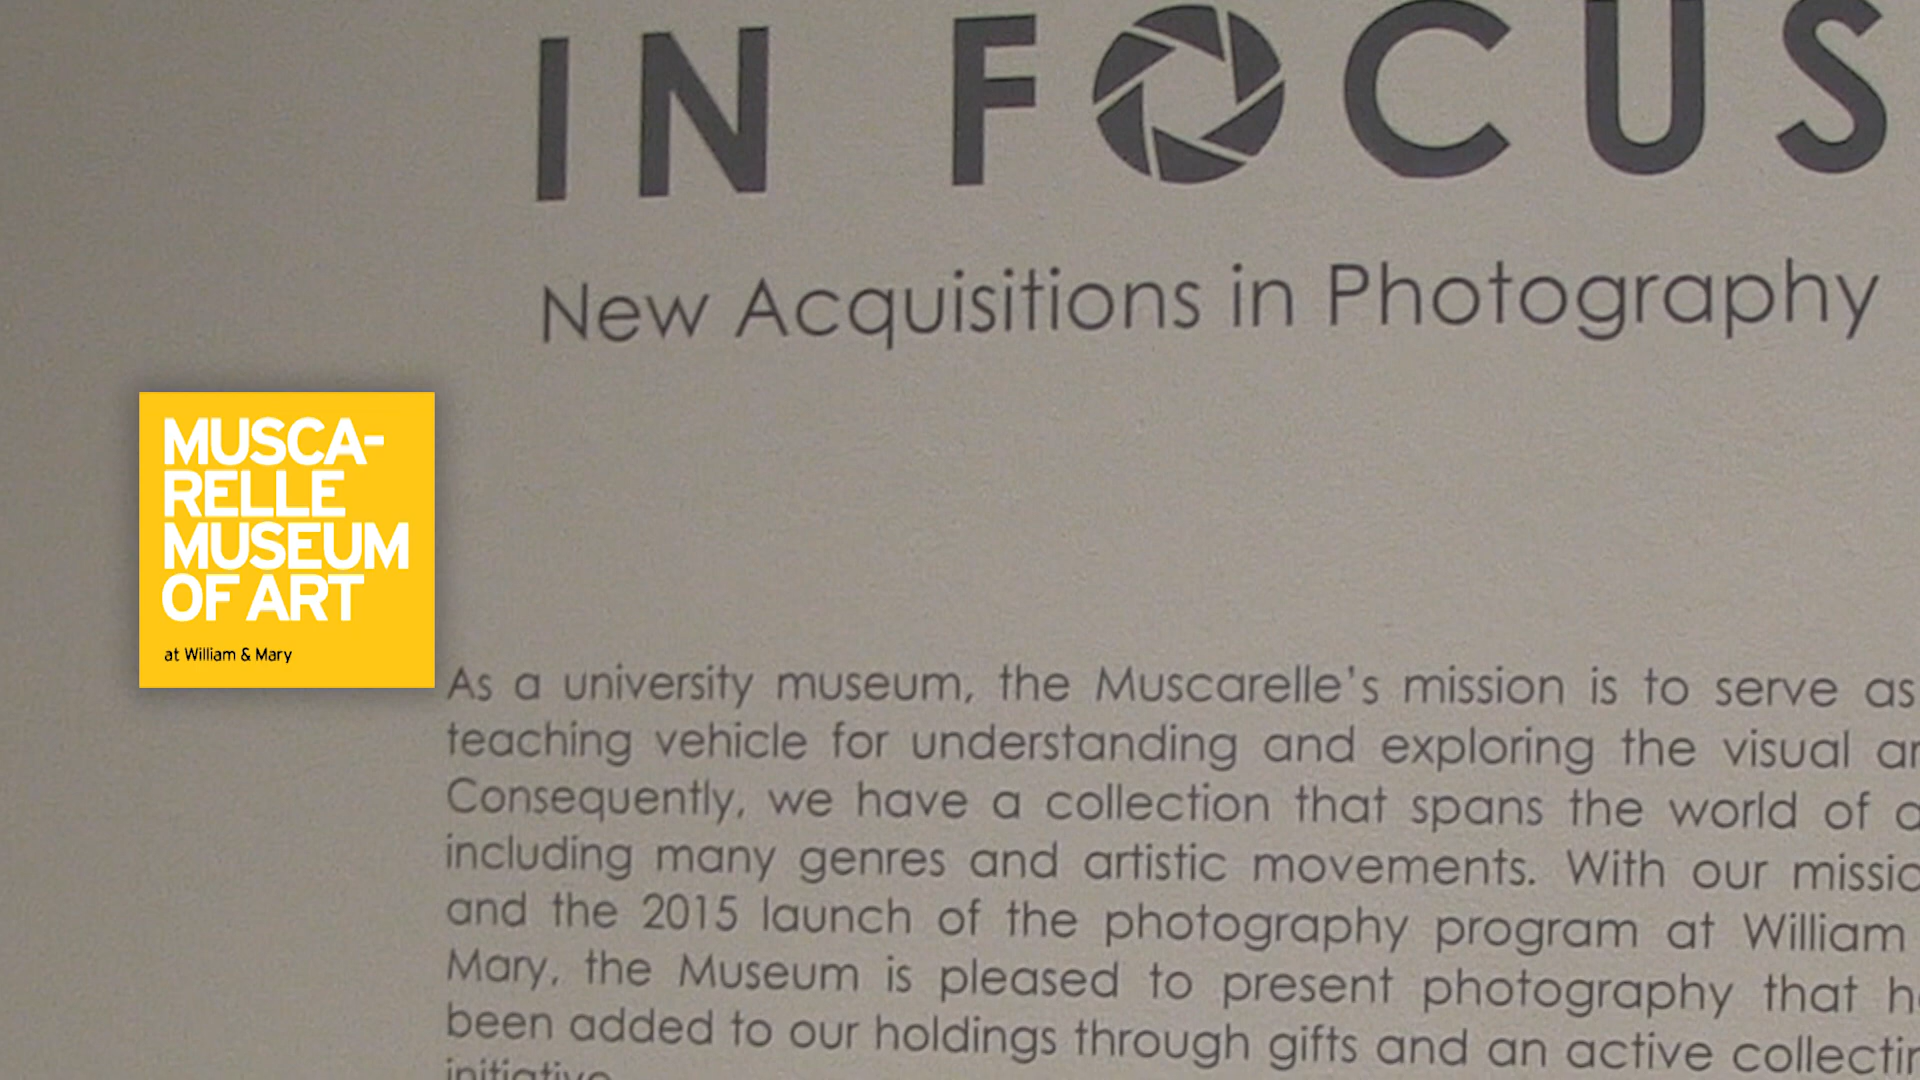 IN FOCUS
New Acquisitions in Photography
MUSCA-
RELLE
MUSEUM
OF ART
at William & Mary
As a university museum, the Muscarelle's mission is to serve as
teaching vehicle for understanding and exploring the visual
Consequently, we have a collection that spans the world of
including many genres and artistic movements. With our
and the 2015 launch of the photography program at William
Mary, the Museum is pleased to present photography that
been added to our holdings through gifts and an active
initiative